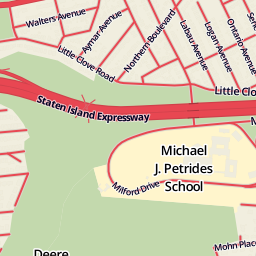 Walters Avenue
Aymar Avenue
Northern Boulevard
Labau Avenue
Logan Avenue
Ontario Avenue
Little Clove Road
Little Clo
Staten Island Expressway
Michael
J. Petrides
School
Milford Drive
Mohn Place
Deere